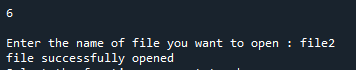 6
Enter the name of file you want to open : file2
file successfully opened